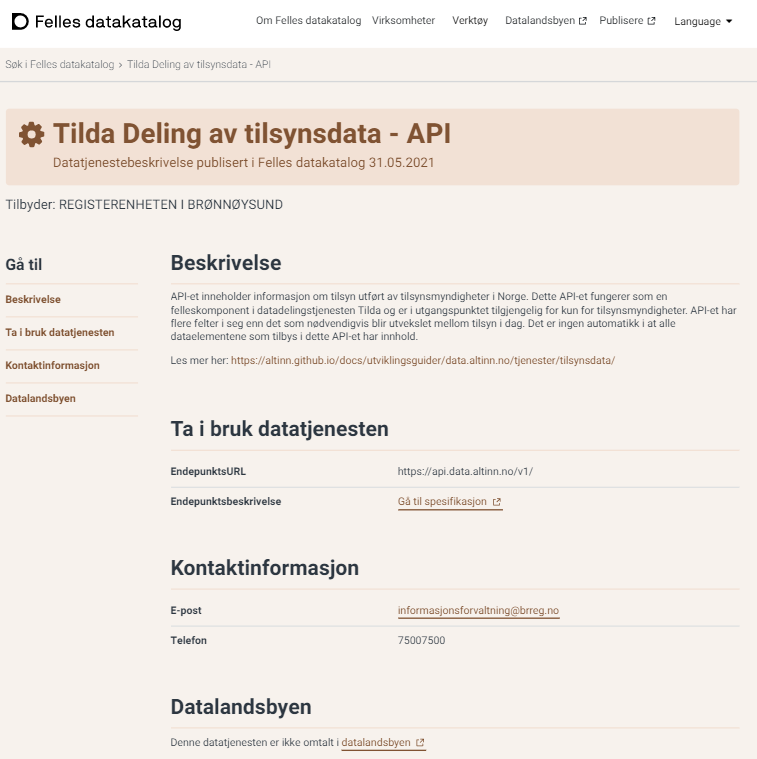 Felles datakatalog
Om Felles datakatalog Virksomheter Verktøy Datalandsbyen Publisere Language
Søk i Felles datakatalog › Tilda Deling av tilsynsdata - API
Tilda Deling av tilsynsdata - API
Datatjenestebeskrivelse publisert i Felles datakatalog 31.05.2021
Tilbyder: REGISTERENHETEN I BRØNNØYSUND
Gå til
Beskrivelse
Ta i bruk datatjenesten
Kontaktinformasjon
Datalandsbyen
Beskrivelse
API-et inneholder informasjon om tilsyn utført av tilsynsmyndigheter i Norge. Dette API-et fungerer som en
felleskomponent i datadelingstjenesten Tilda og er i utgangspunktet tilgjengelig for kun for tilsynsmyndigheter. API-et har
flere felter i seg enn det som nødvendigvis blir utvekslet mellom tilsyn i dag. Det er ingen automatikk i at alle
dataelementene som tilbys i dette API-et har innhold.
Les mer her: https://altinn.github.io/docs/utviklingsguider/data.altinn.no/tjenester/tilsynsdata/
Ta i bruk datatjenesten
EndepunktsURL https://api.data.altinn.no/v1/
Endepunktsbeskrivelse Gå til spesifikasjon
Kontaktinformasjon
E-post informasjonsforvaltning@brreg.no
Telefon 75007500
Datalandsbyen
Denne datatjenesten er ikke omtalt i datalandsbyen